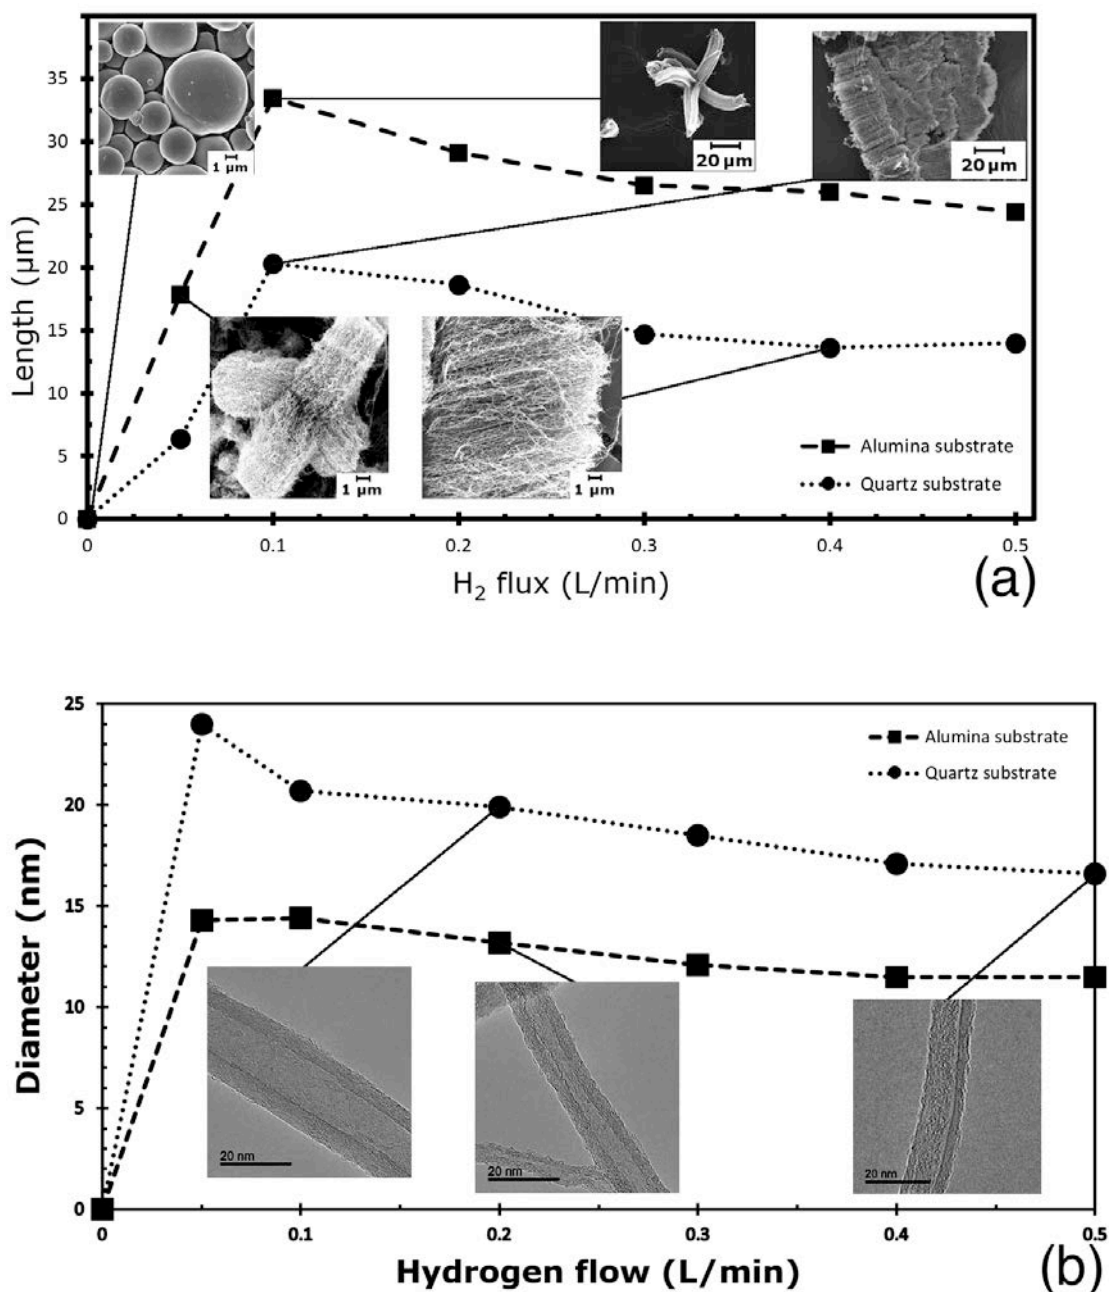 35
30
25
20
15
10
5
0
Length (µm)
1 µm
20 µm
20 µm
1 µm
1 µm
Alumina substrate
Quartz substrate
0
0.1
0.2
0.3
0.4
0.5
H₂ flux (L/min)
(a)
25
20
15
10
5
0
Diameter (nm)
Alumina substrate
Quartz substrate
20 nm
20 nm
20 nm
0
0.1
0.2
0.3
0.4
0.5
Hydrogen flow (L/min)
(b)